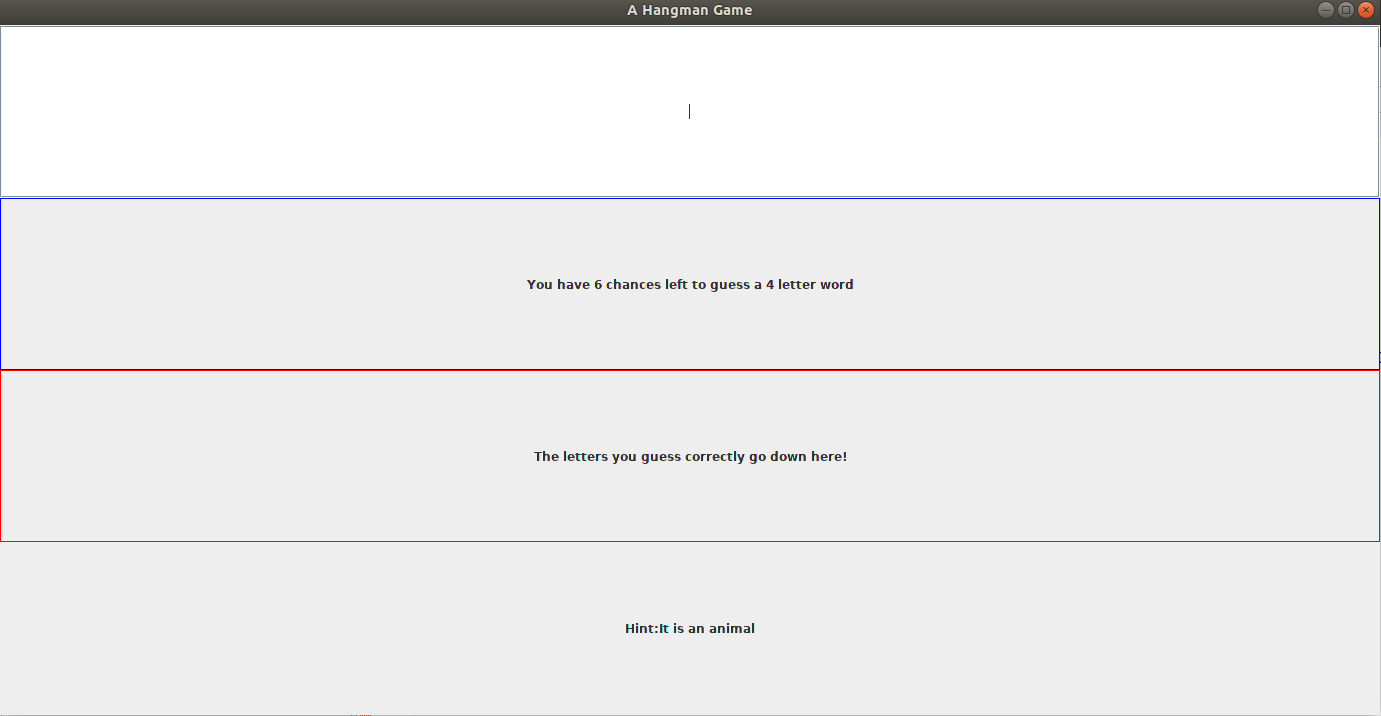 A Hangman Game
You have 6 chances left to guess a 4 letter word
The letters you guess correctly go down here!
Hint:It is an animal